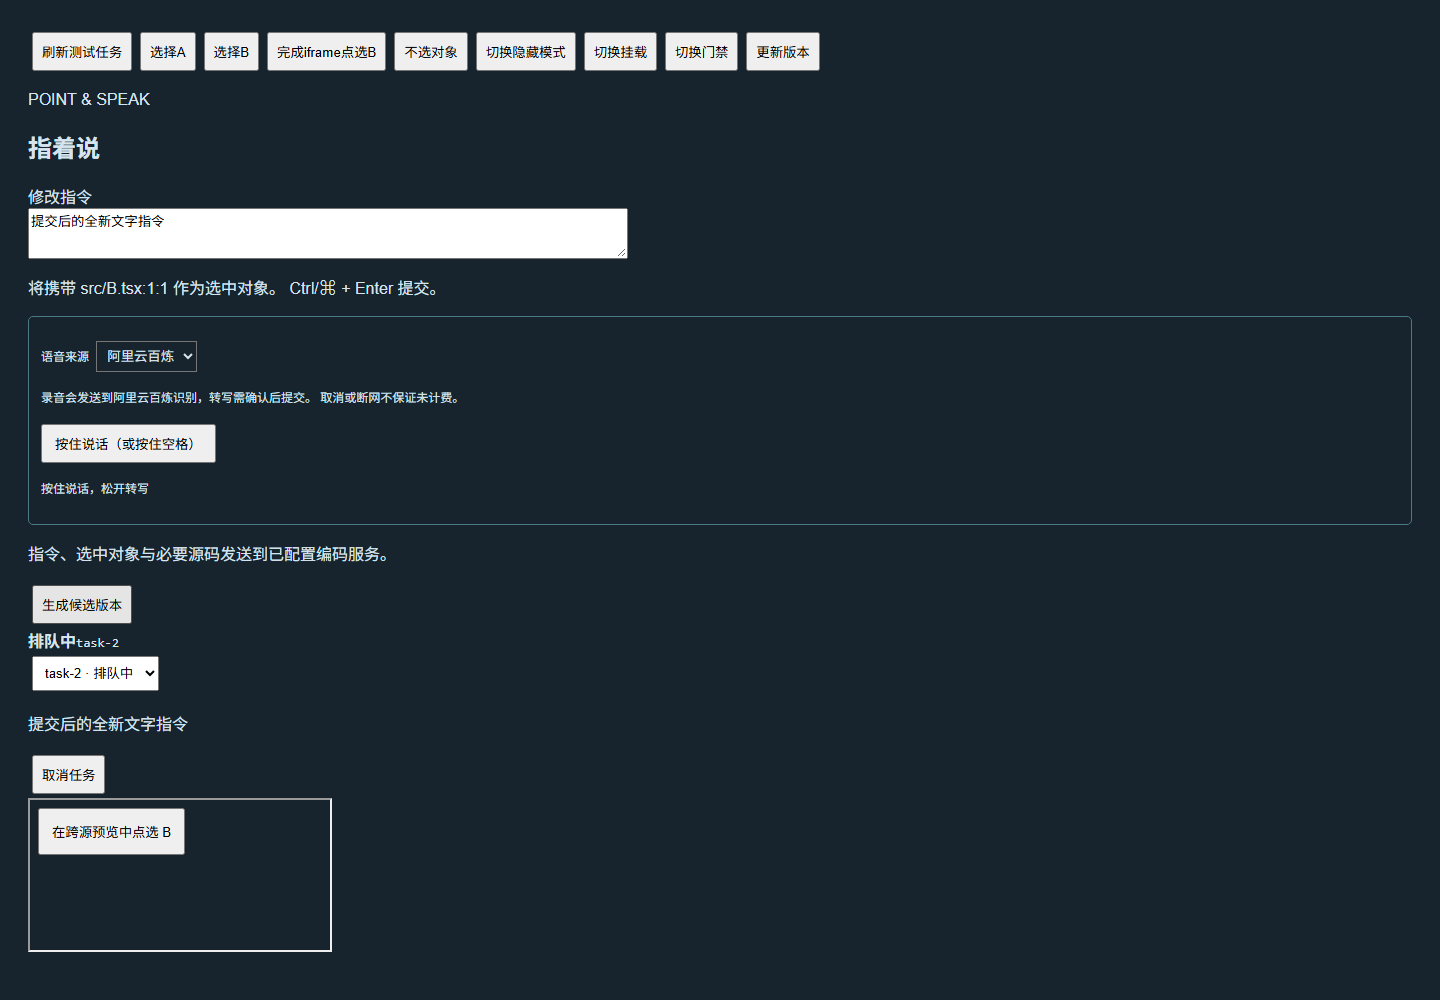 刷新测试任务 选择A 选择B 完成iframe点选B 不选对象 切换隐藏模式 切换挂载 切换门禁 更新版本
POINT & SPEAK
指着说
修改指令
提交后的全新文字指令
将携带 src/B.tsx:1:1 作为选中对象。 Ctrl/⌘ + Enter 提交。
语音来源 阿里云百炼
录音会发送到阿里云百炼识别，转写需确认后提交。 取消或断网不保证未计费。
按住说话（或按住空格）
按住说话，松开转写
指令、选中对象与必要源码发送到已配置编码服务。
生成候选版本
排队中task-2
task-2 · 排队中
提交后的全新文字指令
取消任务
在跨源预览中点选 B